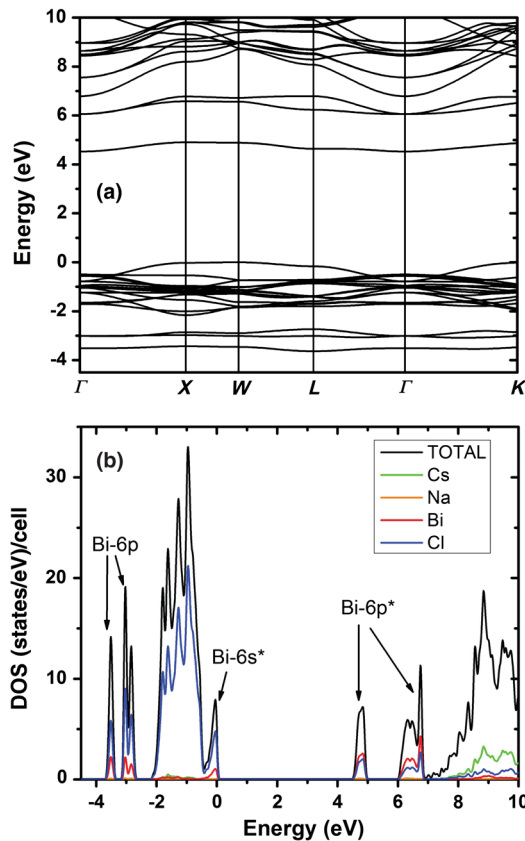 10
8
6
4
2
0
-2
-4
Energy (eV)
(a)
Γ X W L Γ K
(b)
30
20
10
0
DOS (states/eV)/cell
TOTAL
Cs
Na
Bi
Cl
Bi-6p
Bi-6s*
Bi-6p*
-4 -2 0 2 4 6 8 10
Energy (eV)